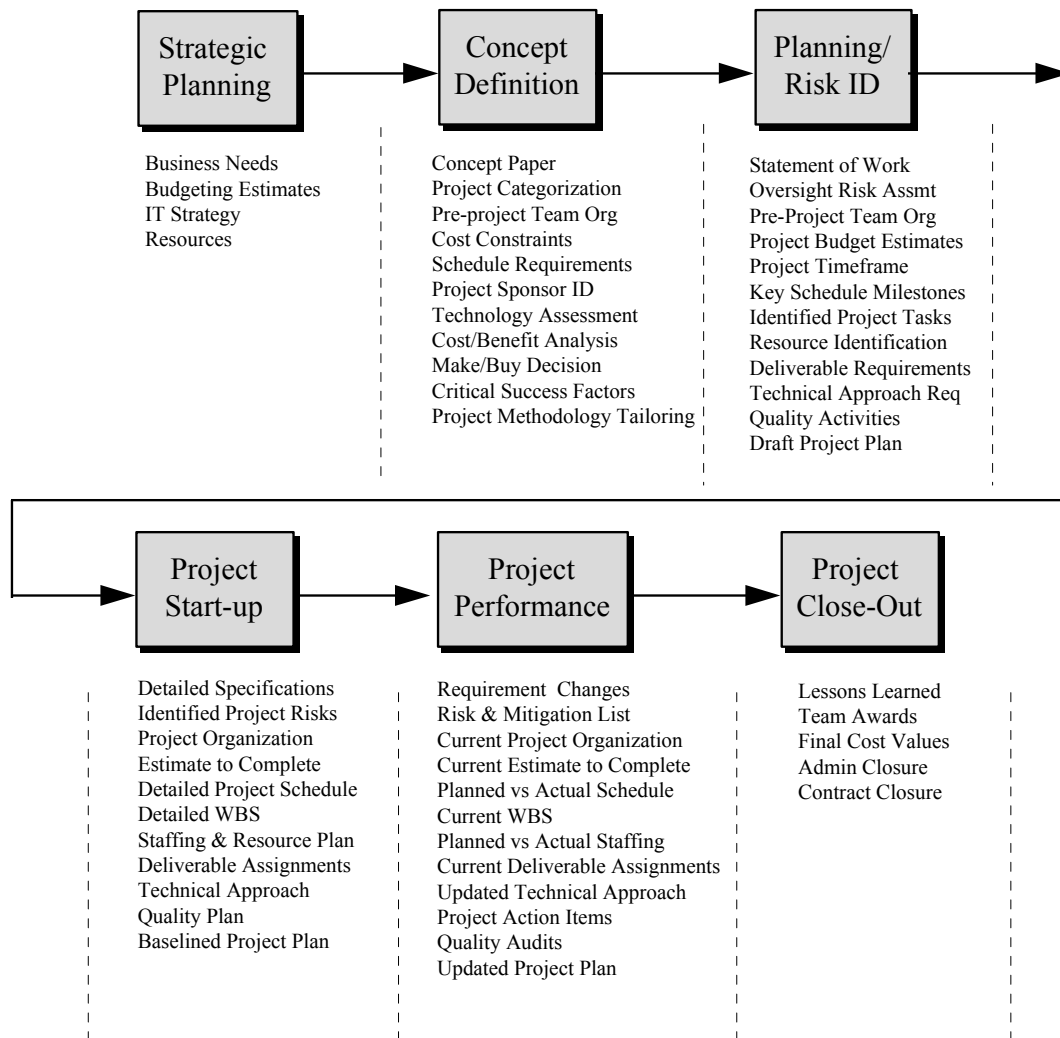 Strategic
Planning
Concept
Definition
Planning/
Risk ID
Business Needs
Budgeting Estimates
IT Strategy
Resources
Concept Paper
Project Categorization
Pre-project Team Org
Cost Constraints
Schedule Requirements
Project Sponsor ID
Technology Assessment
Cost/Benefit Analysis
Make/Buy Decision
Critical Success Factors
Project Methodology Tailoring
Statement of Work
Oversight Risk Assmt
Pre-Project Team Org
Project Budget Estimates
Project Timeframe
Key Schedule Milestones
Identified Project Tasks
Resource Identification
Deliverable Requirements
Technical Approach Req
Quality Activities
Draft Project Plan
Project
Start-up
Project
Performance
Project
Close-Out
Detailed Specifications
Identified Project Risks
Project Organization
Estimate to Complete
Detailed Project Schedule
Detailed WBS
Staffing & Resource Plan
Deliverable Assignments
Technical Approach
Quality Plan
Baselined Project Plan
Requirement Changes
Risk & Mitigation List
Current Project Organization
Current Estimate to Complete
Planned vs Actual Schedule
Current WBS
Planned vs Actual Staffing
Current Deliverable Assignments
Updated Technical Approach
Project Action Items
Quality Audits
Updated Project Plan
Lessons Learned
Team Awards
Final Cost Values
Admin Closure
Contract Closure